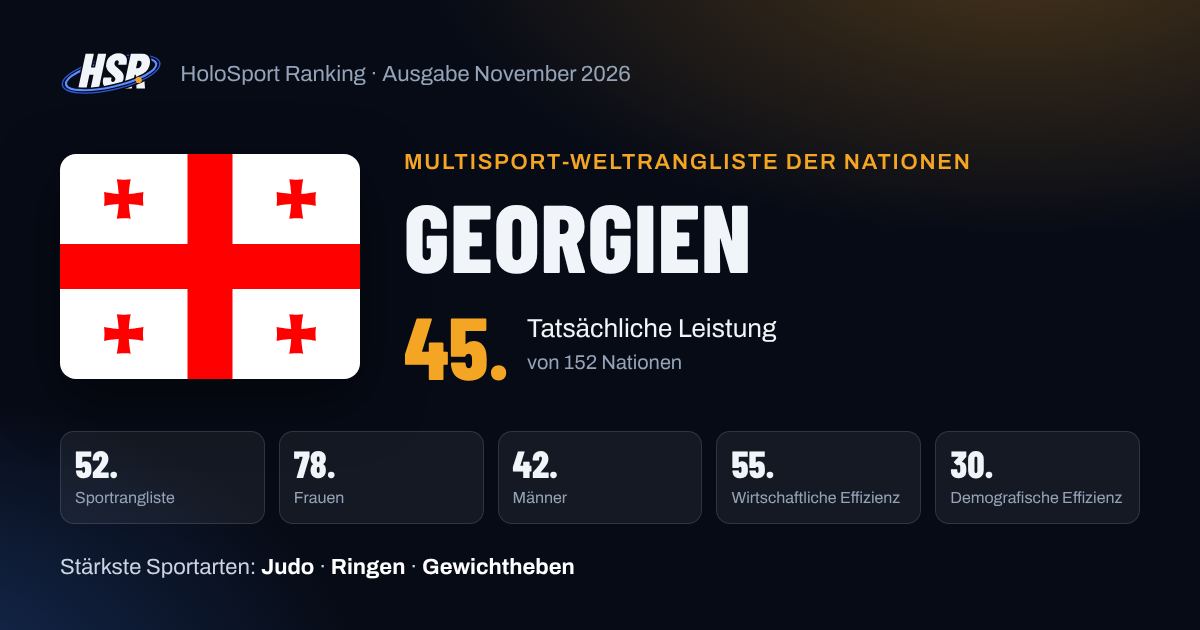 HSR
HoloSport Ranking · Ausgabe November 2026
MULTISPORT-WELTRANGLISTE DER NATIONEN
GEORGIEN
45.
Tatsächliche Leistung
von 152 Nationen
52.
Sportrangliste
78.
Frauen
42.
Männer
55.
Wirtschaftliche Effizienz
30.
Demografische Effizienz
Stärkste Sportarten: Judo · Ringen · Gewichtheben